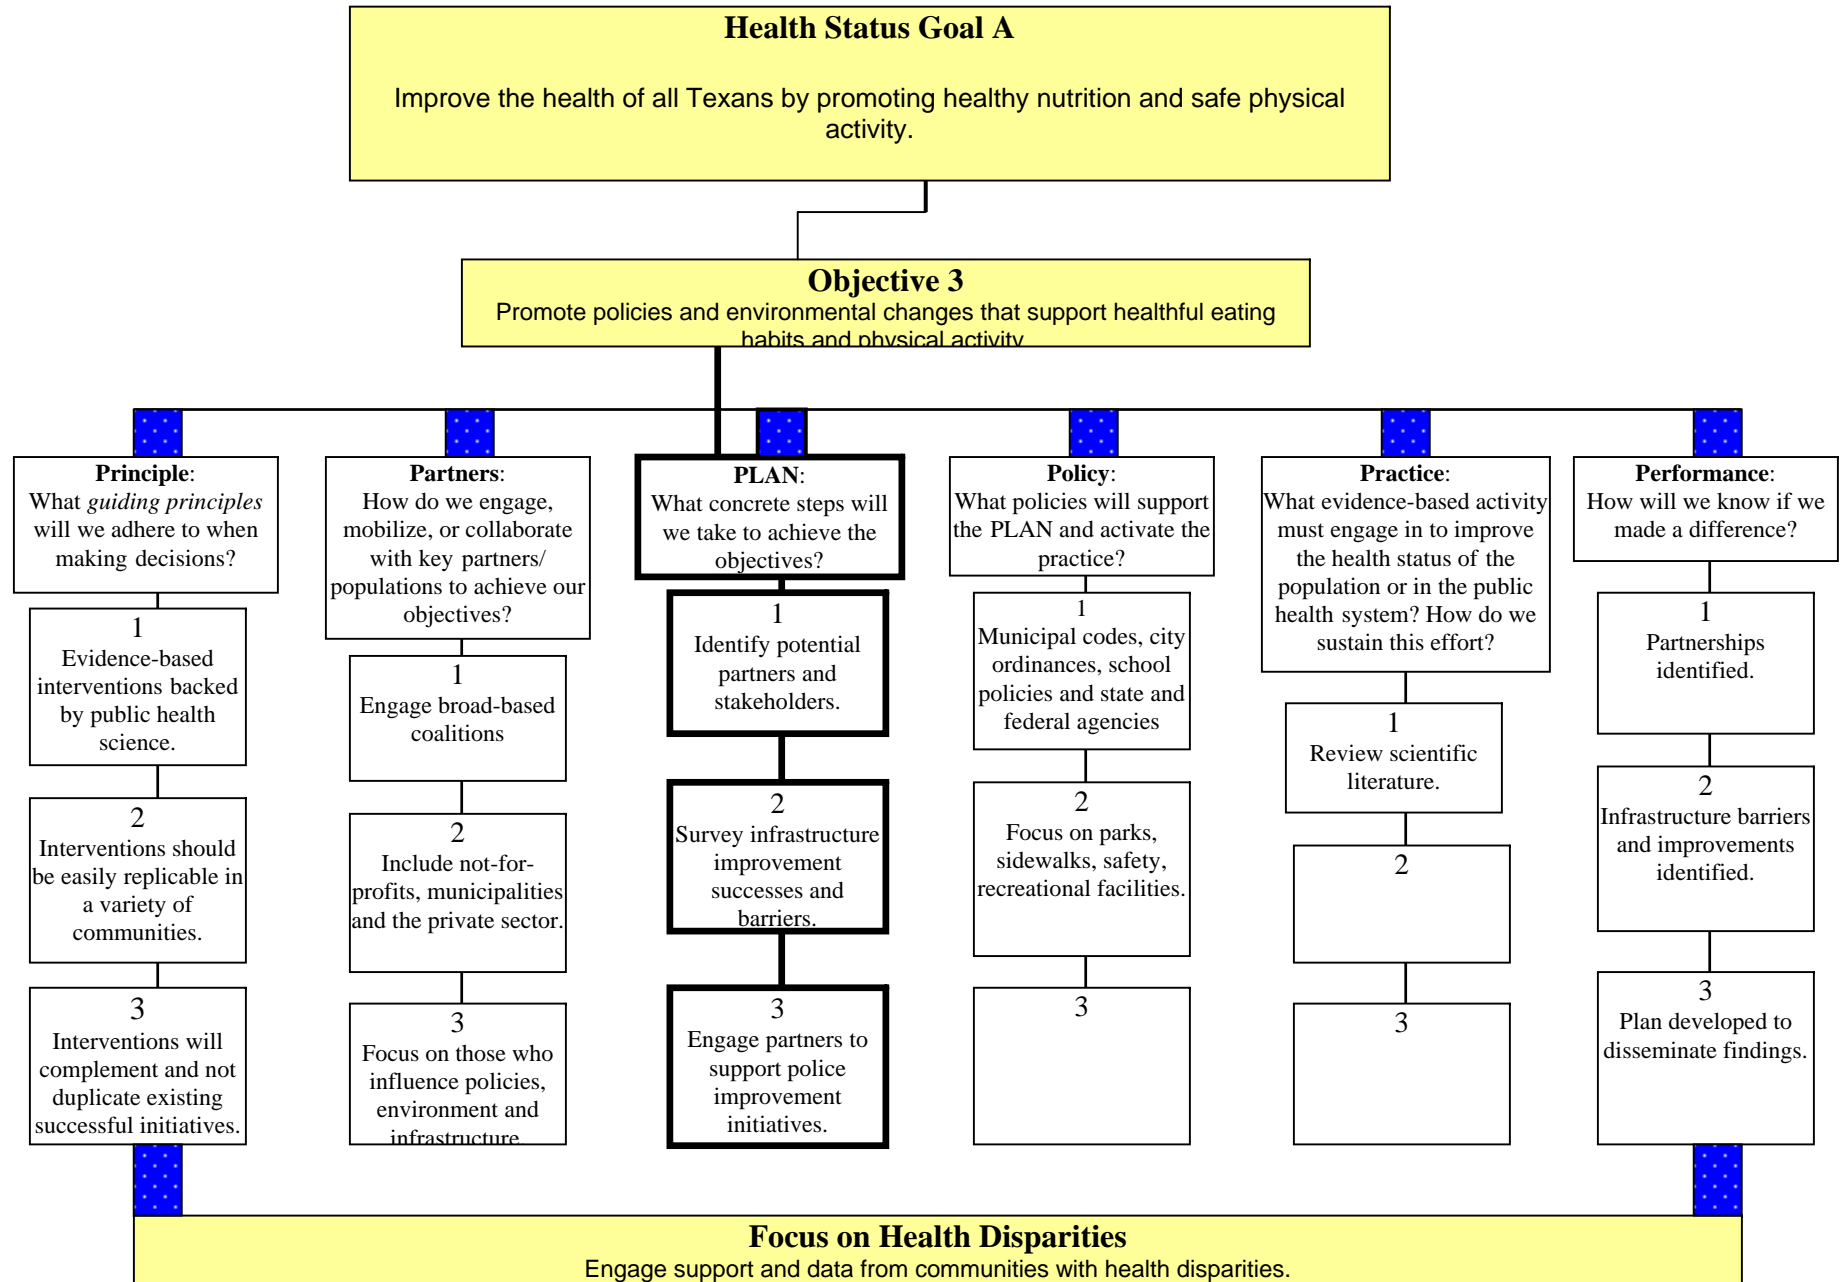 Health Status Goal A
Improve the health of all Texans by promoting healthy nutrition and safe physical
activity.
Objective 3
Promote policies and environmental changes that support healthful eating
habits and physical activity
Principle:
What guiding principles
will we adhere to when
making decisions?
1
Evidence-based
interventions backed
by public health
science.
2
Interventions should
be easily replicable in
a variety of
communities.
3
Interventions will
complement and not
duplicate existing
successful initiatives.
Partners:
How do we engage,
mobilize, or collaborate
with key partners/
populations to achieve our
objectives?
1
Engage broad-based
coalitions
2
Include not-for-
profits, municipalities
and the private sector.
3
Focus on those who
influence policies,
environment and
infrastructure
PLAN:
What concrete steps will
we take to achieve the
objectives?
1
Identify potential
partners and
stakeholders.
2
Survey infrastructure
improvement
successes and
barriers.
3
Engage partners to
support police
improvement
initiatives.
Policy:
What policies will support
the PLAN and activate the
practice?
1
Municipal codes, city
ordinances, school
policies and state and
federal agencies
2
Focus on parks,
sidewalks, safety,
recreational facilities.
3
Practice:
What evidence-based activity
must engage in to improve
the health status of the
population or in the public
health system? How do we
sustain this effort?
1
Review scientific
literature.
2
3
Performance:
How will we know if we
made a difference?
1
Partnerships
identified.
2
Infrastructure barriers
and improvements
identified.
3
Plan developed to
disseminate findings.
Focus on Health Disparities
Engage support and data from communities with health disparities.